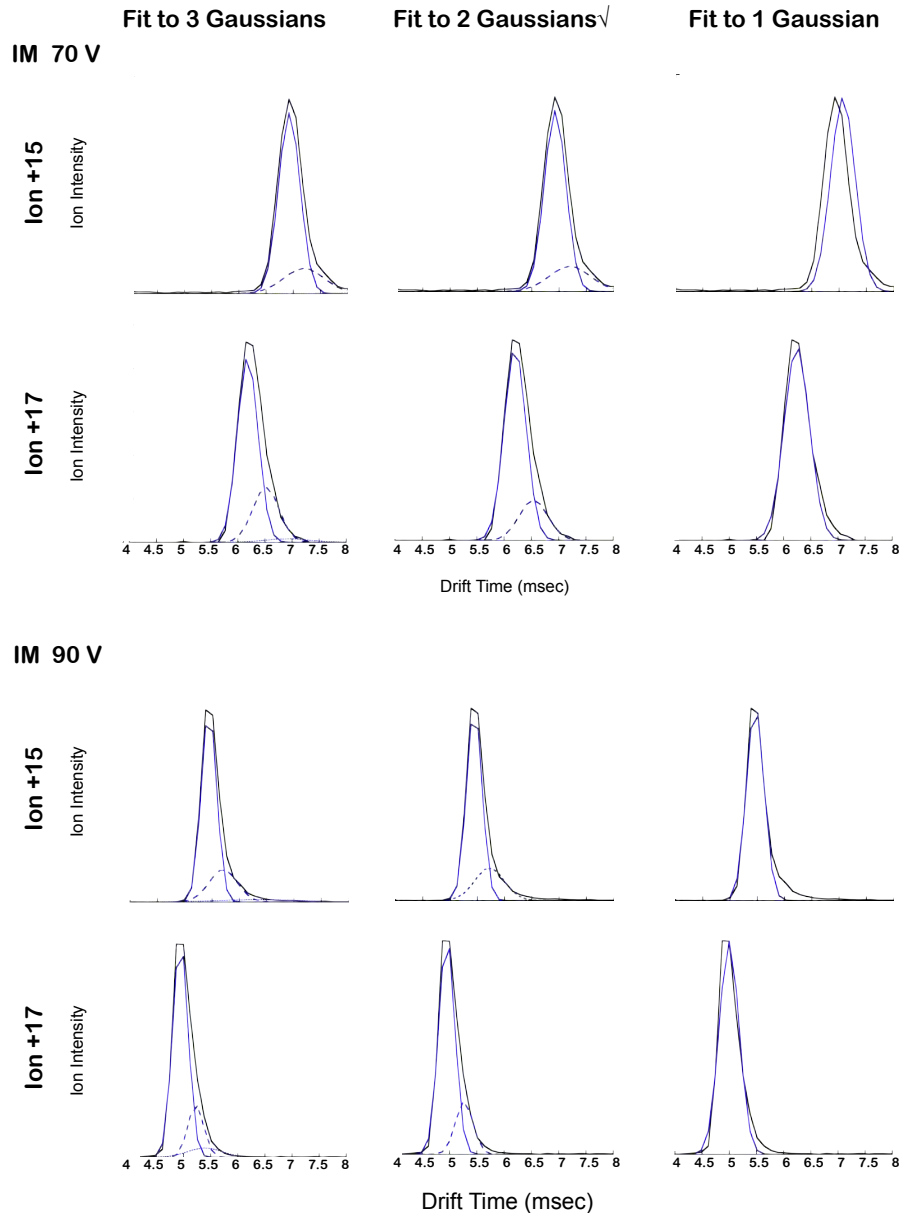 Fit to 3 Gaussians Fit to 2 Gaussians√ Fit to 1 Gaussian
IM 70 V
Ion +15
Ion Intensity
Ion +17
Ion Intensity
4 4.5 5 5.5 6 6.5 7 7.5 8 4 4.5 5 5.5 6 6.5 7 7.5 8 4 4.5 5 5.5 6 6.5 7 7.5 8
Drift Time (msec)
IM 90 V
Ion +15
Ion Intensity
Ion +17
Ion Intensity
4 4.5 5 5.5 6 6.5 7 7.5 8 4 4.5 5 5.5 6 6.5 7 7.5 8 4 4.5 5 5.5 6 6.5 7 7.5 8
Drift Time (msec)